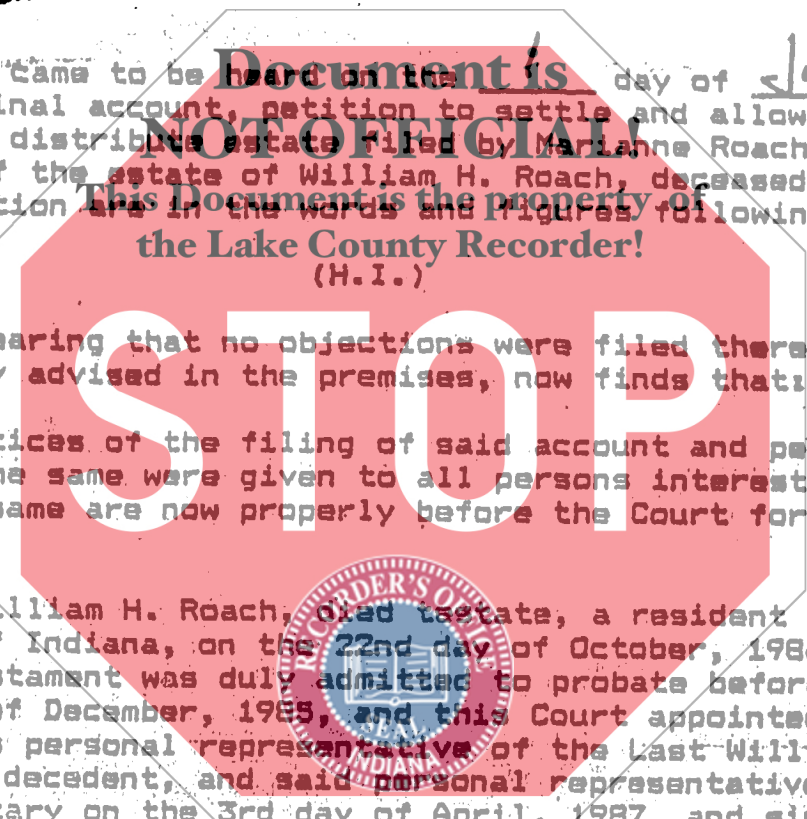 came to be heard on the day of
Document is
inal account, petition to settle and allow
NOT OFFICIAL!
distribute estate filed by Marianne Roach
f the estate of William H. Roach, deceased
This Document is the property of
tion are in the words and figures followin
the Lake County Recorder!
(H.I.)
STOP
aring that no objections were filed there
y advised in the premises, now finds that:
tices of the filing of said account and pe
he same were given to all persons interest
same are now properly before the Court for
RECORDER'S OFFICE
SEAL
INDIANA
illiam H. Roach, died testate, a resident
f Indiana, on the 22nd day of October, 198
stament was duly admitted to probate befor
of December, 1985, and this Court appointe
s personal representative of the Last Will
decedent, and said personal representative
tary on the 3rd day of April, 1987, and si